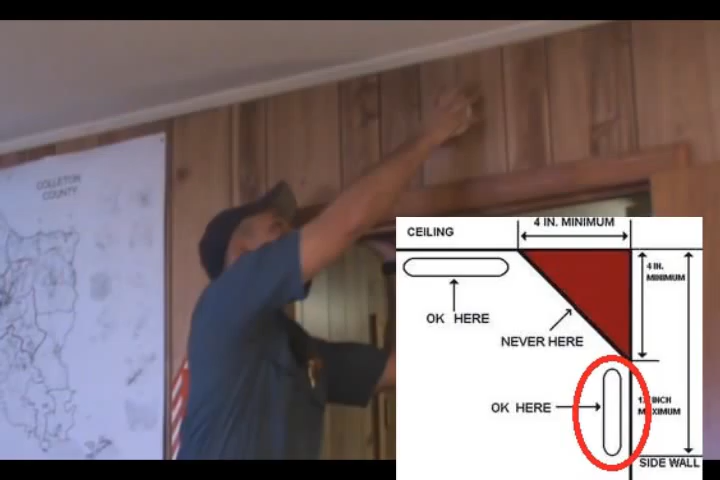 COLLETON
COUNTY
4 IN. MINIMUM
CEILING
4 IN.
MINIMUM
OK HERE
NEVER HERE
OK HERE
INCH
MAXIMUM
SIDE WALL